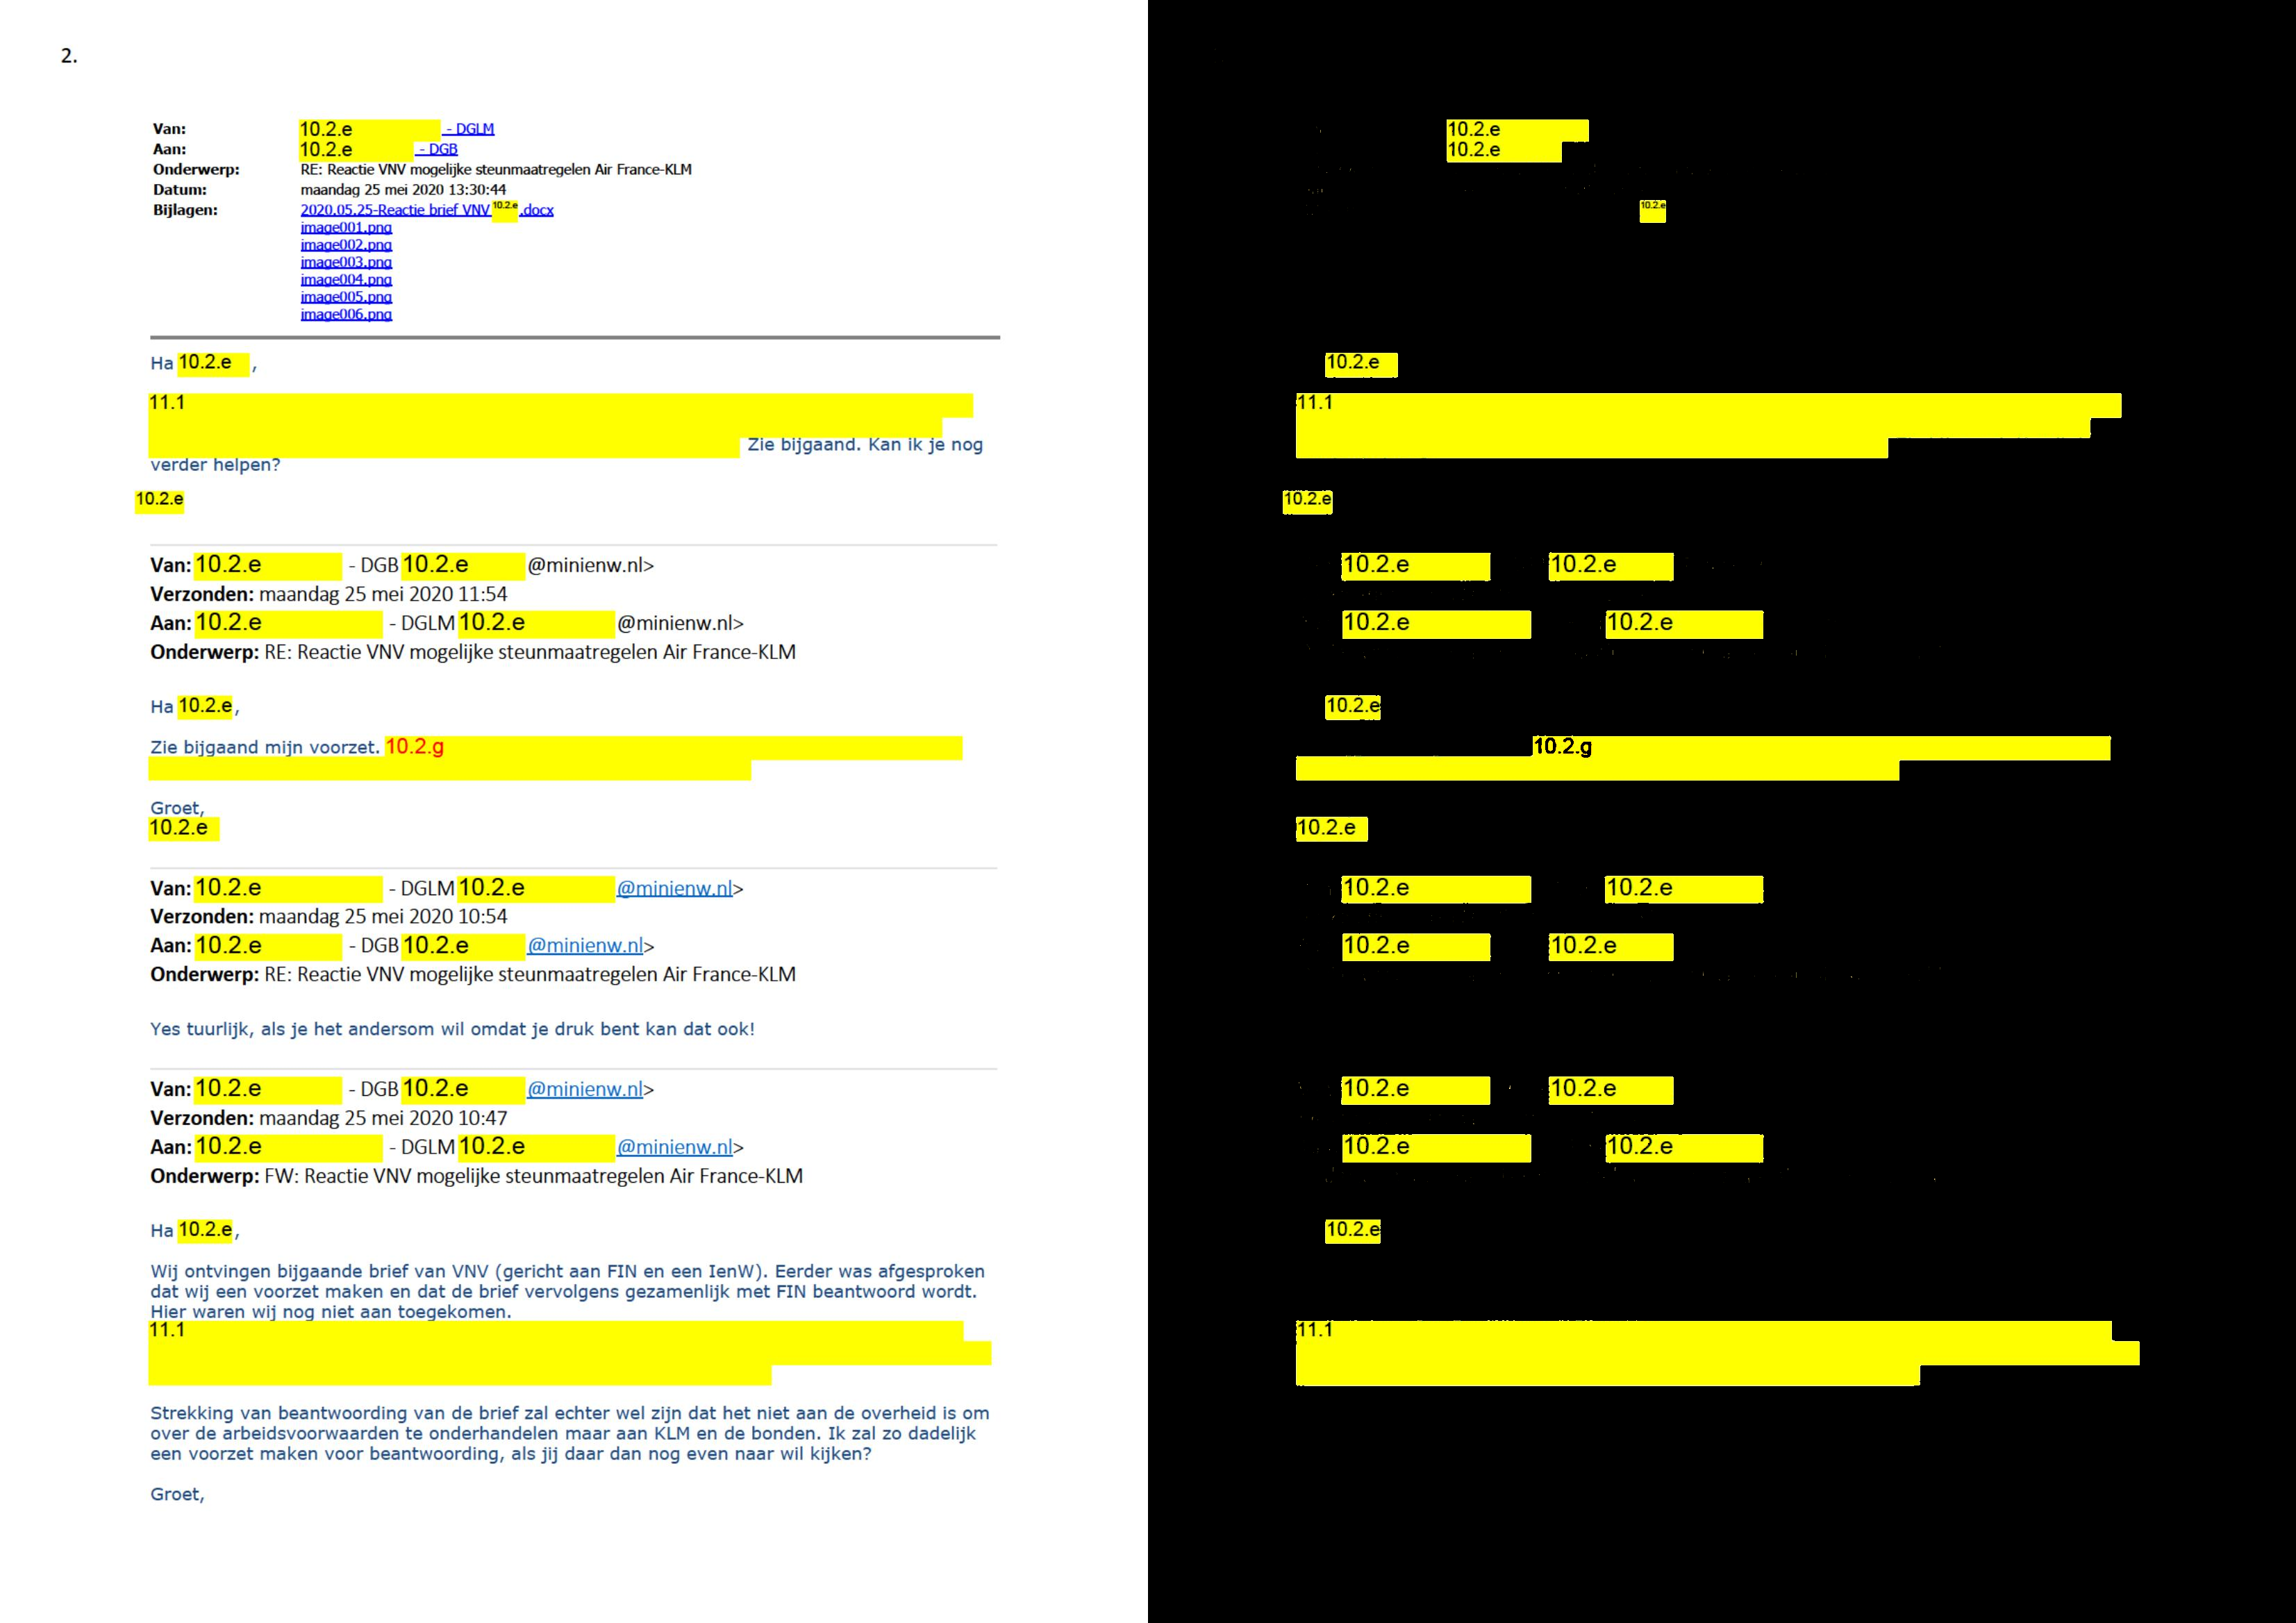 2.
Van: 10.2.e - DGLM
Aan: 10.2.e - DGB
Onderwerp: RE: Reactie VNV mogelijke steunmaatregelen Air France-KLM
Datum: maandag 25 mei 2020 13:30:44
Bijlagen: 2020.05.25-Reactie brief VNV 10.2.e .docx
image001.png
image002.png
image003.png
image004.png
image005.png
image006.png
Ha 10.2.e ,
11.1
Zie bijgaand. Kan ik je nog
verder helpen?
10.2.e
Van: 10.2.e - DGB 10.2.e @minienw.nl>
Verzonden: maandag 25 mei 2020 11:54
Aan: 10.2.e - DGLM 10.2.e @minienw.nl>
Onderwerp: RE: Reactie VNV mogelijke steunmaatregelen Air France-KLM
Ha 10.2.e,
Zie bijgaand mijn voorzet. 10.2.g
Groet,
10.2.e
Van: 10.2.e - DGLM 10.2.e @minienw.nl>
Verzonden: maandag 25 mei 2020 10:54
Aan: 10.2.e - DGB 10.2.e @minienw.nl>
Onderwerp: RE: Reactie VNV mogelijke steunmaatregelen Air France-KLM
Yes tuurlijk, als je het andersom wil omdat je druk bent kan dat ook!
Van: 10.2.e - DGB 10.2.e @minienw.nl>
Verzonden: maandag 25 mei 2020 10:47
Aan: 10.2.e - DGLM 10.2.e @minienw.nl>
Onderwerp: FW: Reactie VNV mogelijke steunmaatregelen Air France-KLM
Ha 10.2.e,
Wij ontvingen bijgaande brief van VNV (gericht aan FIN en een IenW). Eerder was afgesproken
dat wij een voorzet maken en dat de brief vervolgens gezamenlijk met FIN beantwoord wordt.
Hier waren wij nog niet aan toegekomen.
11.1
Strekking van beantwoording van de brief zal echter wel zijn dat het niet aan de overheid is om
over de arbeidsvoorwaarden te onderhandelen maar aan KLM en de bonden. Ik zal zo dadelijk
een voorzet maken voor beantwoording, als jij daar dan nog even naar wil kijken?
Groet,
10.2.e
10.2.e
10.2.e
10.2.e
11.1
10.2.e
10.2.e 10.2.e
10.2.e 10.2.e
10.2.e
10.2.g
10.2.e
10.2.e 10.2.e
10.2.e 10.2.e
10.2.e 10.2.e
10.2.e 10.2.e
10.2.e
11.1